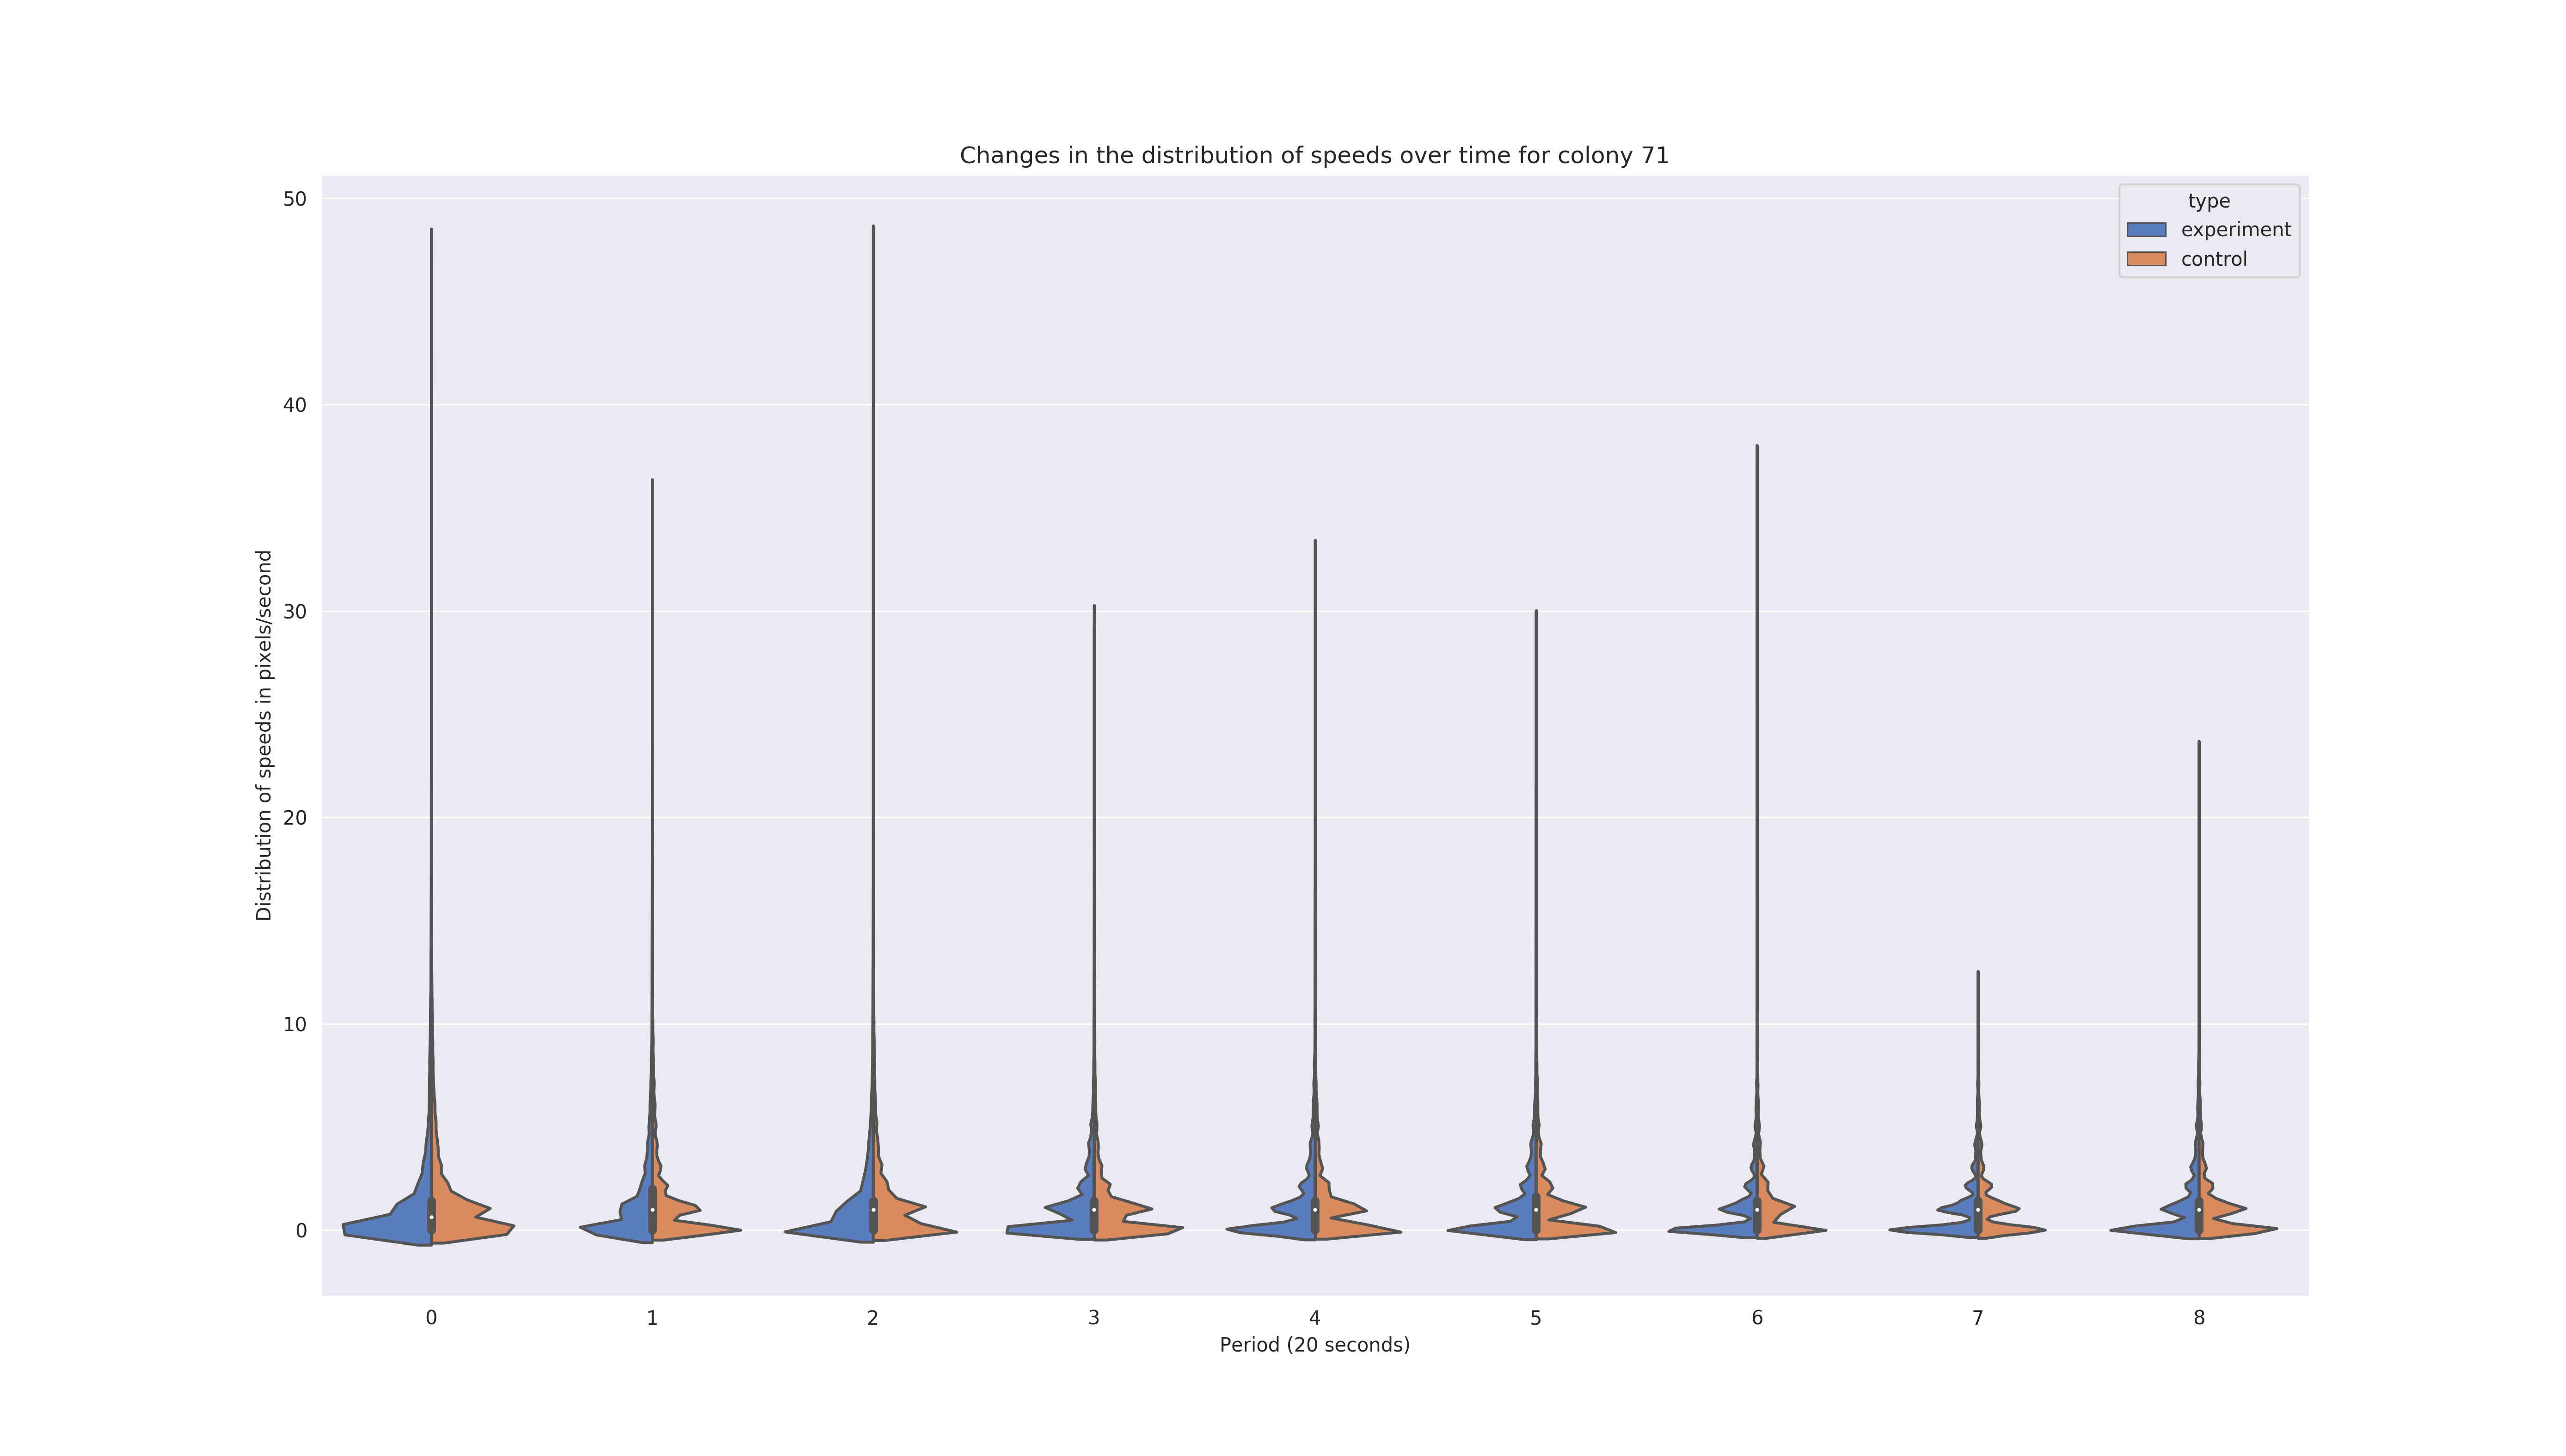 Changes in the distribution of speeds over time for colony 71
type
experiment
control
50
40
30
20
10
0
Distribution of speeds in pixels/second
0 1 2 3 4 5 6 7 8
Period (20 seconds)